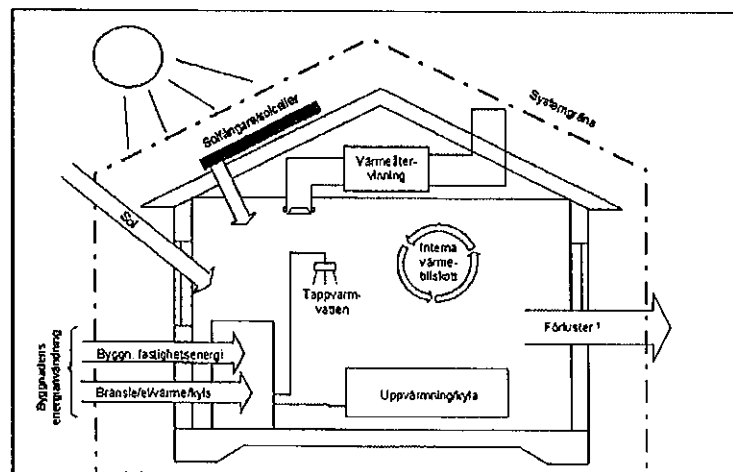 Solfångare/solceller
Systemgräns
Värmeåter-
vinning
Sol
Interna
värme-
tillskott
Tappvarm-
vatten
Förluster 1
Byggnadens
energianvändning
Byggn. fastighetsenergi
Bränsle/el/värme/kyla
Uppvärmning/kyla